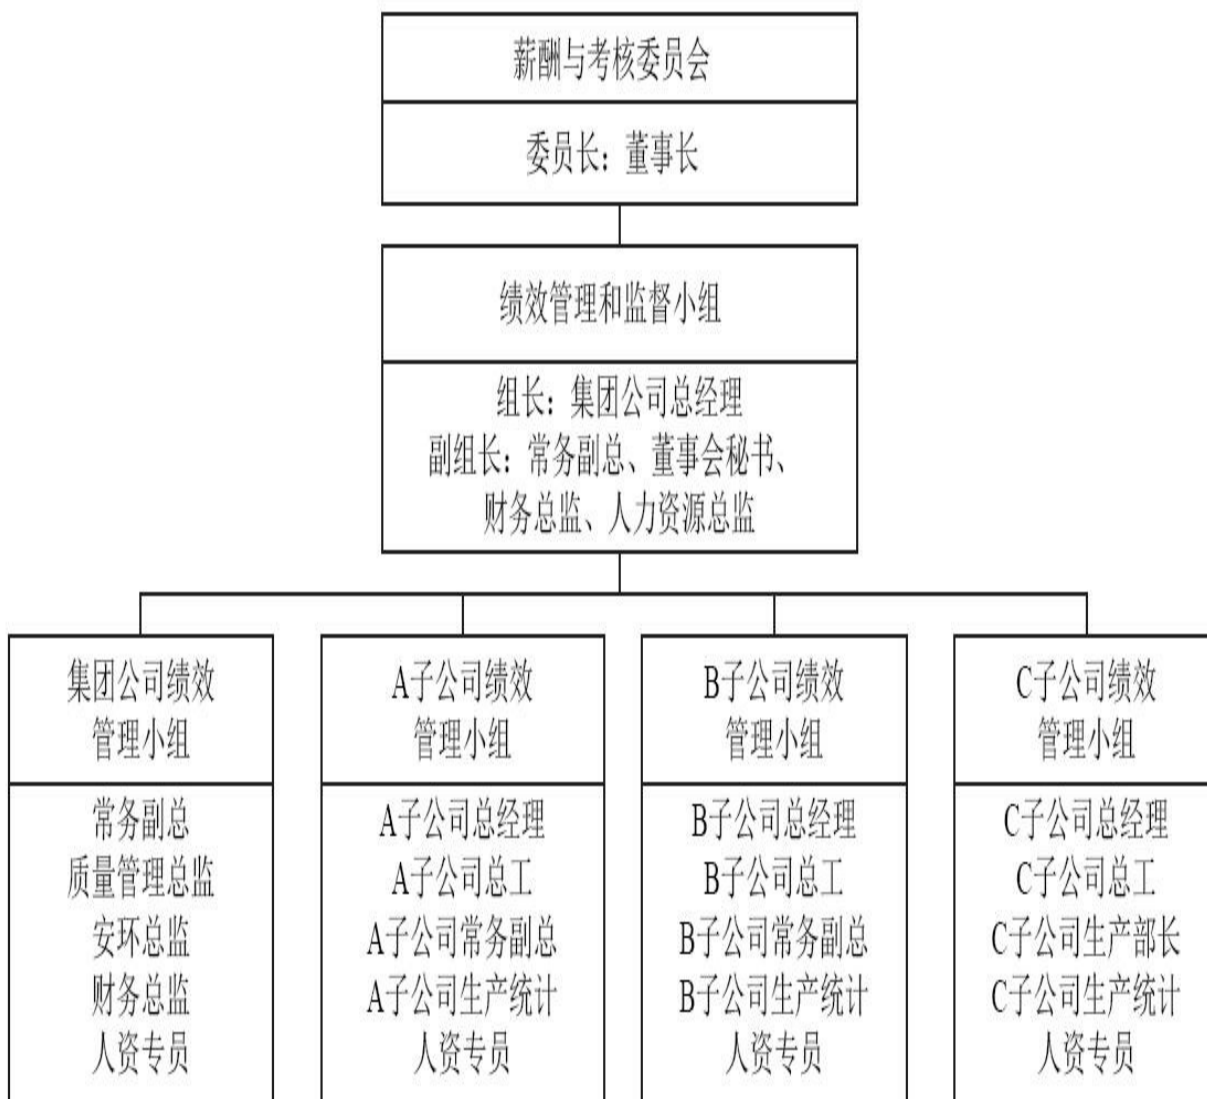 薪酬与考核委员会
委员长：董事长
绩效管理和监督小组
组长：集团公司总经理
副组长：常务副总、董事会秘书、
财务总监、人力资源总监
集团公司绩效
管理小组
常务副总
质量管理总监
安环总监
财务总监
人资专员
A子公司绩效
管理小组
A子公司总经理
A子公司总工
A子公司常务副总
A子公司生产统计
人资专员
B子公司绩效
管理小组
B子公司总经理
B子公司总工
B子公司常务副总
B子公司生产统计
人资专员
C子公司绩效
管理小组
C子公司总经理
C子公司总工
C子公司生产部长
C子公司生产统计
人资专员